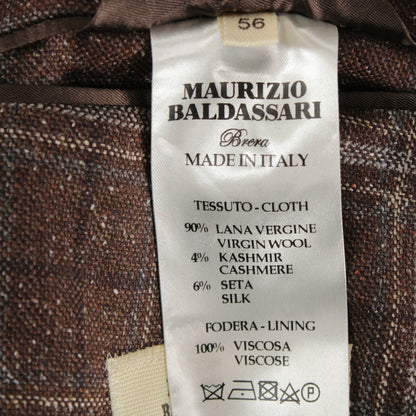 56
MAURIZIO
BALDASSARI
Brera
MADE IN ITALY
TESSUTO - CLOTH
90% LANA VERGINE
VIRGIN WOOL
4% KASHMIR
CASHMERE
6% SETA
SILK
FODERA - LINING
100% VISCOSA
VISCOSE
P